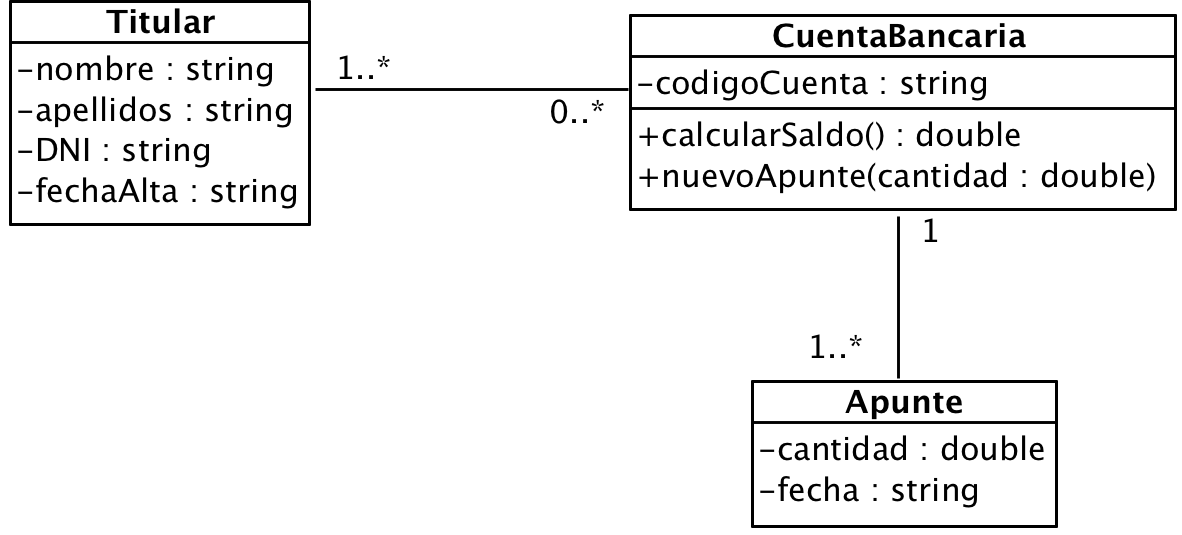 Titular
-nombre : string
-apellidos : string
-DNI : string
-fechaAlta : string
1..*
0..*
CuentaBancaria
-codigoCuenta : string
+calcularSaldo() : double
+nuevoApunte(cantidad : double)
1
1..*
Apunte
-cantidad : double
-fecha : string